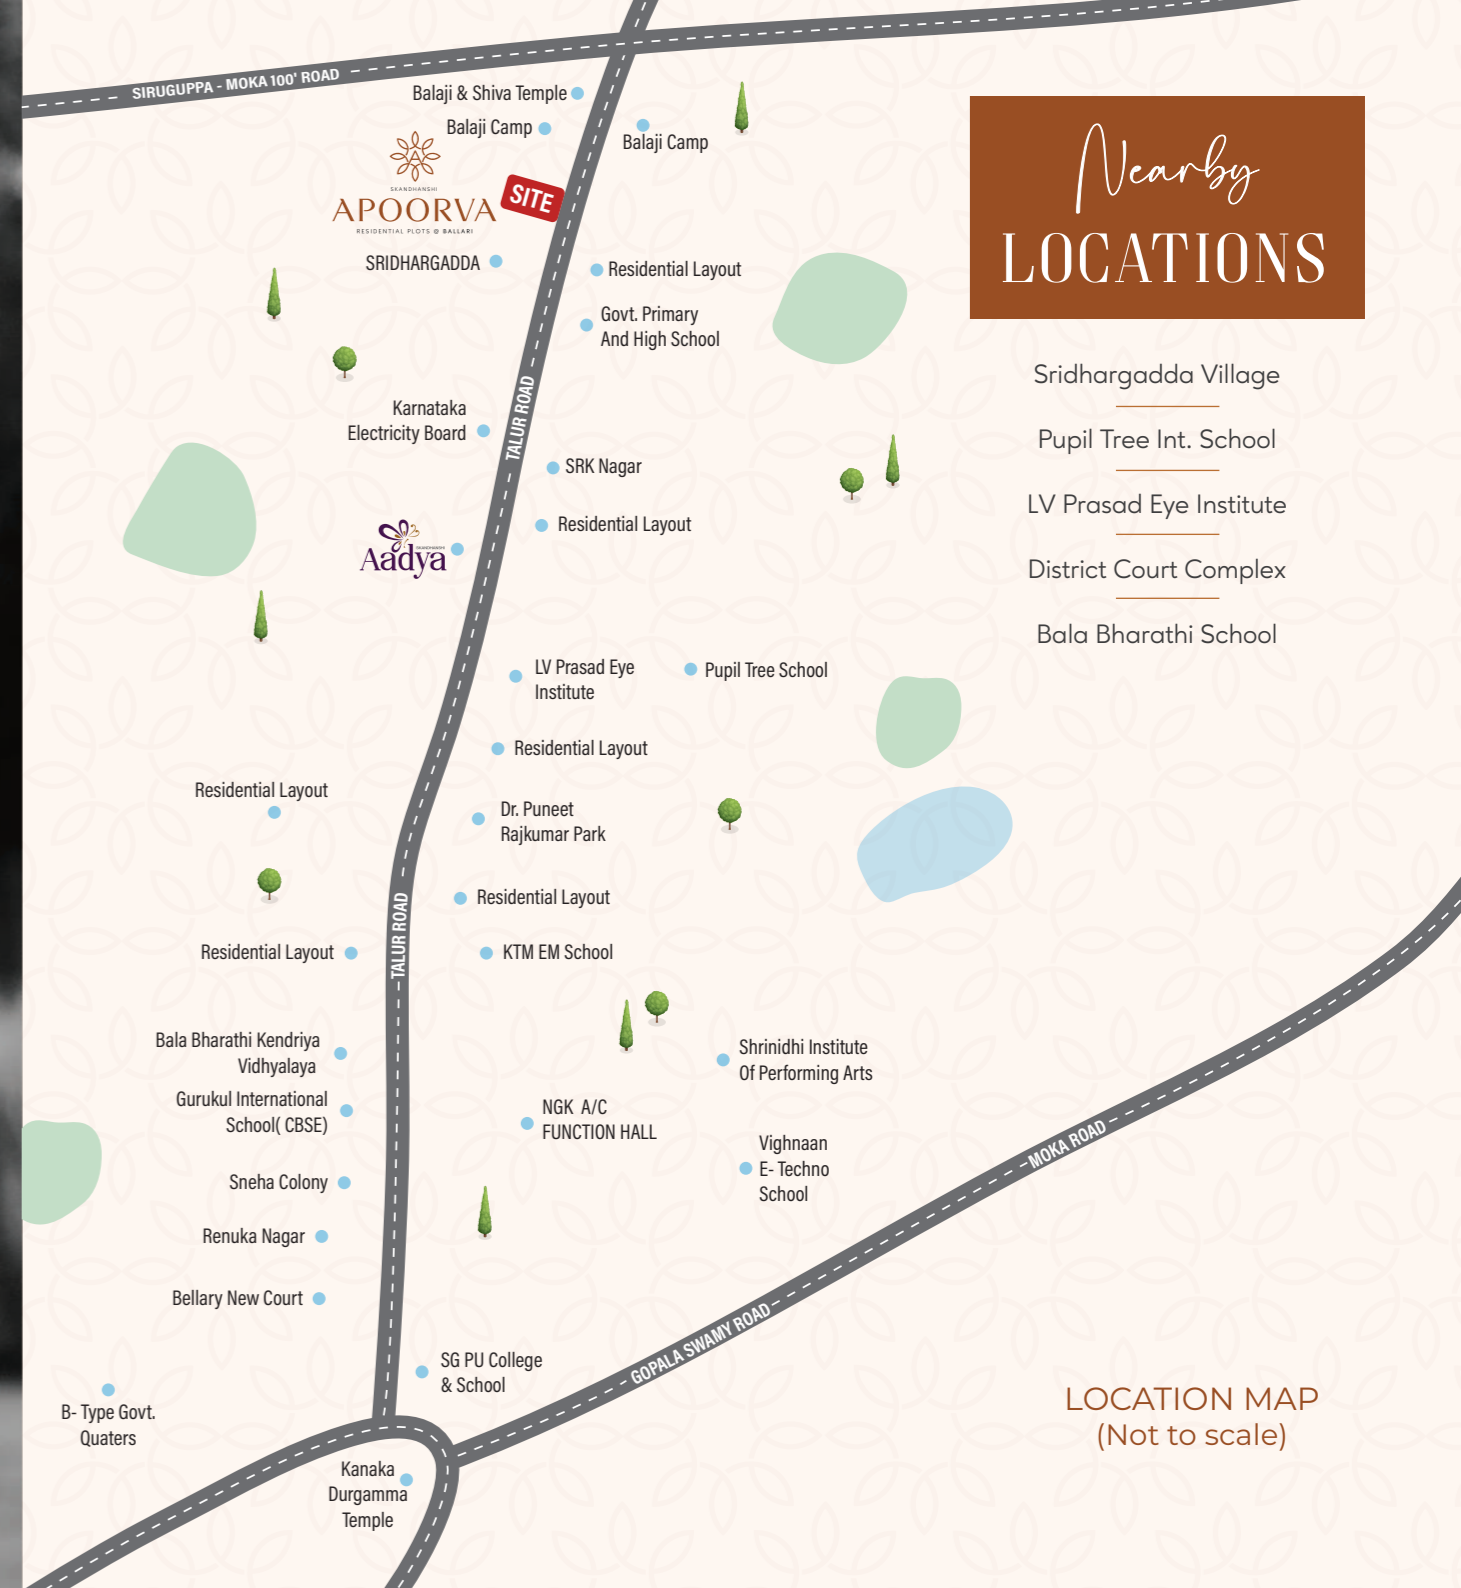 SIRUGUPPA - MOKA 100' ROAD
Balaji & Shiva Temple
Balaji Camp
Balaji Camp
SKANDHANSHI
APOORVA
RESIDENTIAL PLOTS @ BALLARI
SITE
Nearby
LOCATIONS
SRIDHARGADDA
Residential Layout
Govt. Primary
And High School
Sridhargadda Village
Pupil Tree Int. School
LV Prasad Eye Institute
District Court Complex
Bala Bharathi School
TALUR ROAD
Karnataka
Electricity Board
SRK Nagar
Residential Layout
SKANDHANSHI
Aadya
LV Prasad Eye
Institute
Pupil Tree School
Residential Layout
Residential Layout
Dr. Puneet
Rajkumar Park
Residential Layout
TALUR ROAD
Residential Layout
KTM EM School
Bala Bharathi Kendriya
Vidhyalaya
Shrinidhi Institute
Of Performing Arts
Gurukul International
School( CBSE)
NGK A/C
FUNCTION HALL
Vighnaan
E- Techno
School
MOKA ROAD
Sneha Colony
Renuka Nagar
Bellary New Court
GOPALA SWAMY ROAD
SG PU College
& School
B- Type Govt.
Quaters
Kanaka
Durgamma
Temple
LOCATION MAP
(Not to scale)